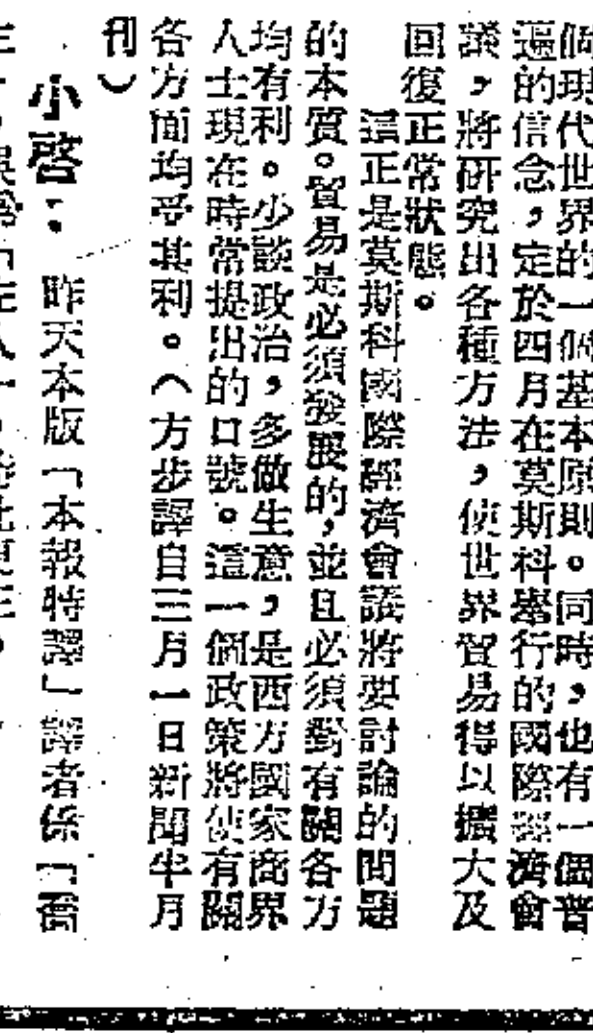 個現代世界的一個基本原則。同時，也有一個普
遍的信念，定於四月在莫斯科舉行的國際經濟會
議，將研究出各種方法，使世界貿易得以擴大及
回復正常狀態。
這正是莫斯科國際經濟會議將要討論的問題
的本質。貿易是必須發展的，並且必須對有關各方
均有利。少談政治，多做生意，是西方國家商界
人士現在時常提出的口號。這一個政策將使有關
各方面均受其利。（方步譯自三月一日新聞半月
刊）
小啓：昨天本版「本報特譯」譯者係「喬